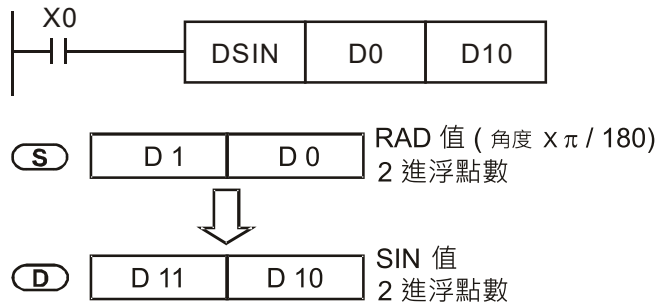 X0
DSIN D0 D10
S D 1 D 0 RAD 值 ( 角度 x π / 180)
2 進浮點數
D D 11 D 10 SIN 值
2 進浮點數